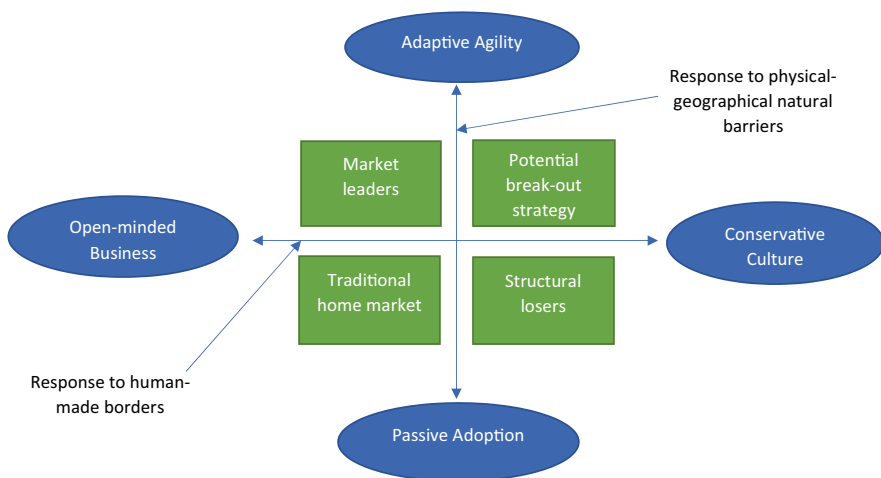 Adaptive Agility
Response to physical-
geographical natural
barriers
Market
leaders
Potential
break-out
strategy
Open-minded
Business
Conservative
Culture
Traditional
home market
Structural
losers
Response to human-
made borders
Passive Adoption